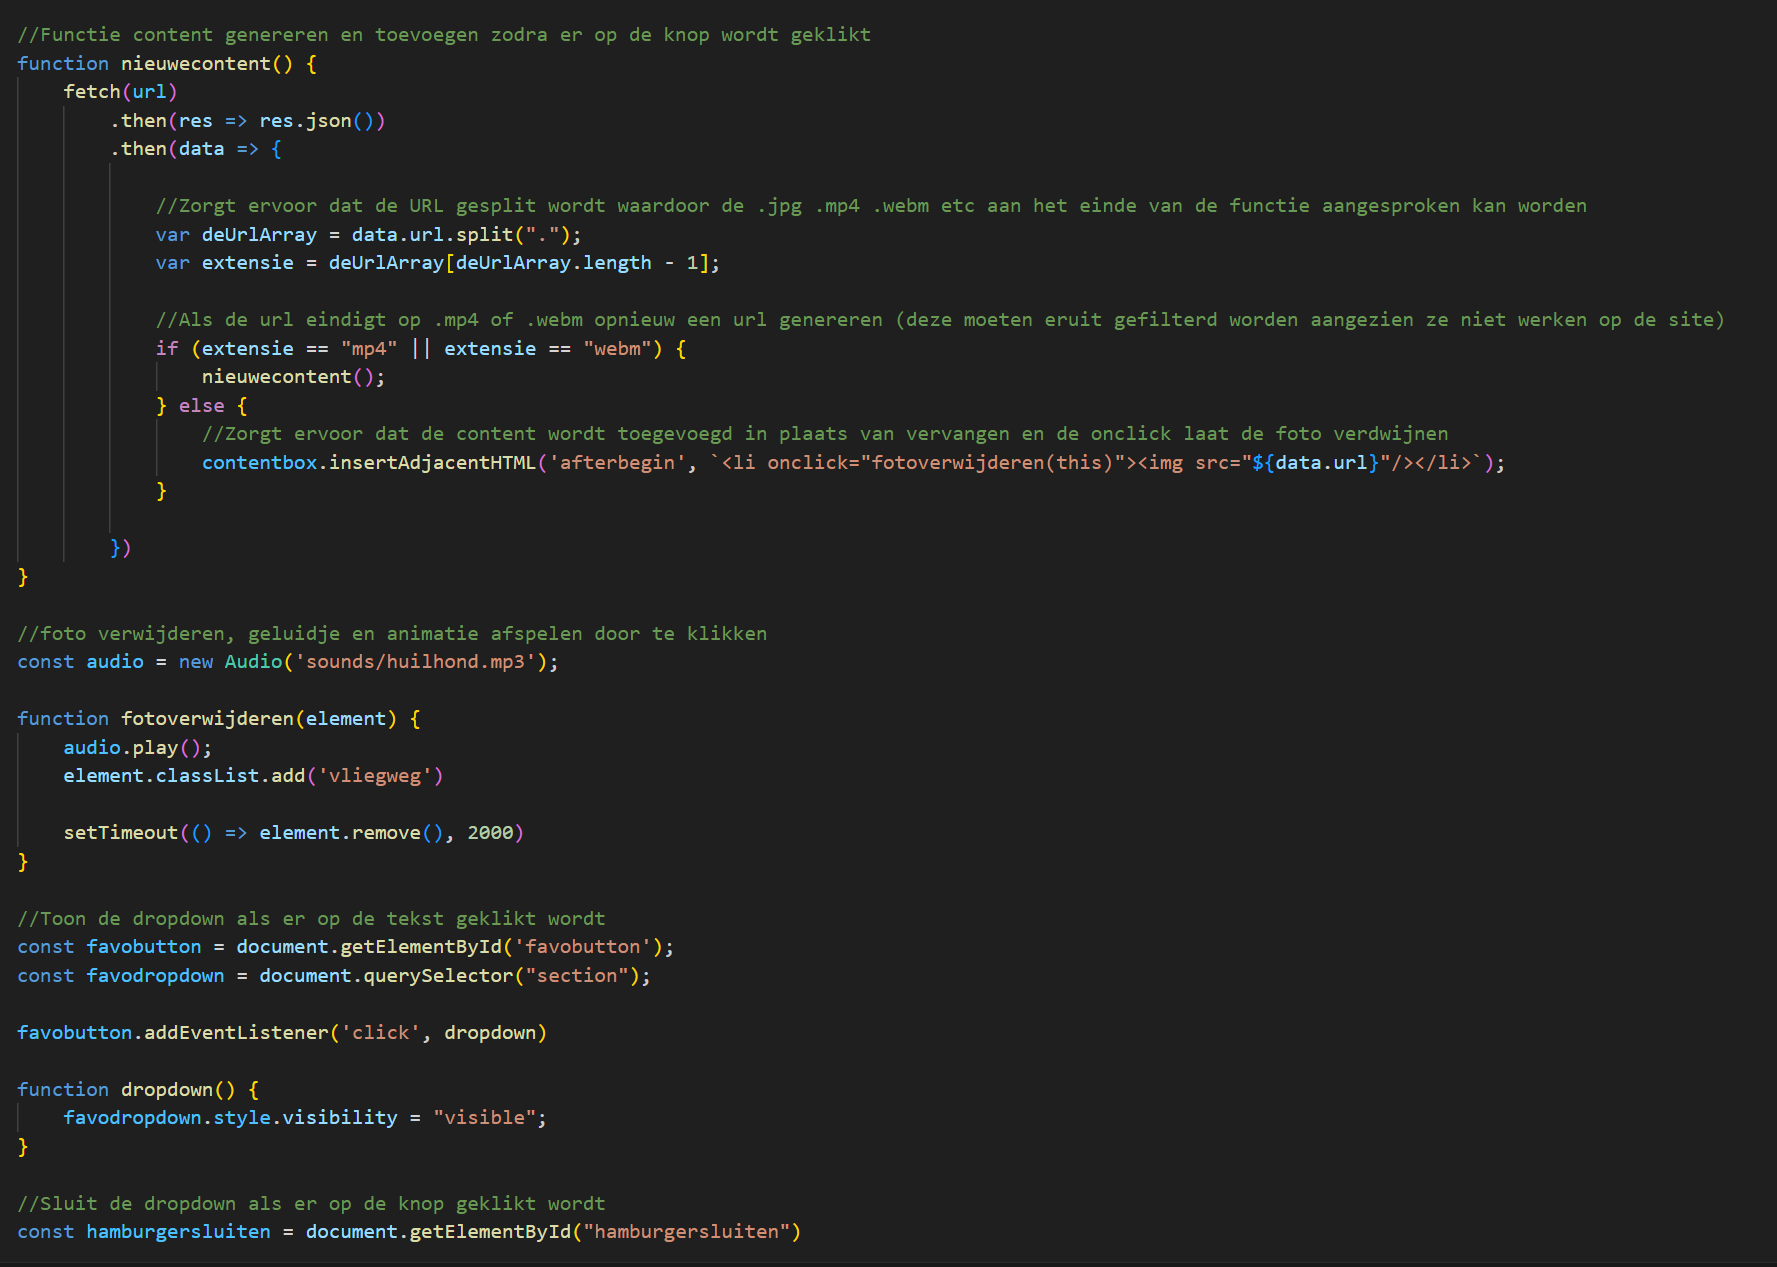 //Functie content genereren en toevoegen zodra er op de knop wordt geklikt
function nieuwecontent() {
    fetch(url)
        .then(res => res.json())
        .then(data => {

            //Zorgt ervoor dat de URL gesplit wordt waardoor de .jpg .mp4 .webm etc aan het einde van de functie aangesproken kan worden
            var deUrlArray = data.url.split(".");
            var extensie = deUrlArray[deUrlArray.length - 1];

            //Als de url eindigt op .mp4 of .webm opnieuw een url genereren (deze moeten eruit gefilterd worden aangezien ze niet werken op de site)
            if (extensie == "mp4" || extensie == "webm") {
                nieuwecontent();
            } else {
                //Zorgt ervoor dat de content wordt toegevoegd in plaats van vervangen en de onclick laat de foto verdwijnen
                contentbox.insertAdjacentHTML('afterbegin', `<li onclick="fotoverwijderen(this)"><img src="${data.url}"/></li>`);
            }

        })
}

//foto verwijderen, geluidje en animatie afspelen door te klikken
const audio = new Audio('sounds/huilhond.mp3');

function fotoverwijderen(element) {
    audio.play();
    element.classList.add('vliegweg')

    setTimeout(() => element.remove(), 2000)
}

//Toon de dropdown als er op de tekst geklikt wordt
const favobutton = document.getElementById('favobutton');
const favodropdown = document.querySelector("section");

favobutton.addEventListener('click', dropdown)

function dropdown() {
    favodropdown.style.visibility = "visible";
}

//Sluit de dropdown als er op de knop geklikt wordt
const hamburgersluiten = document.getElementById("hamburgersluiten")